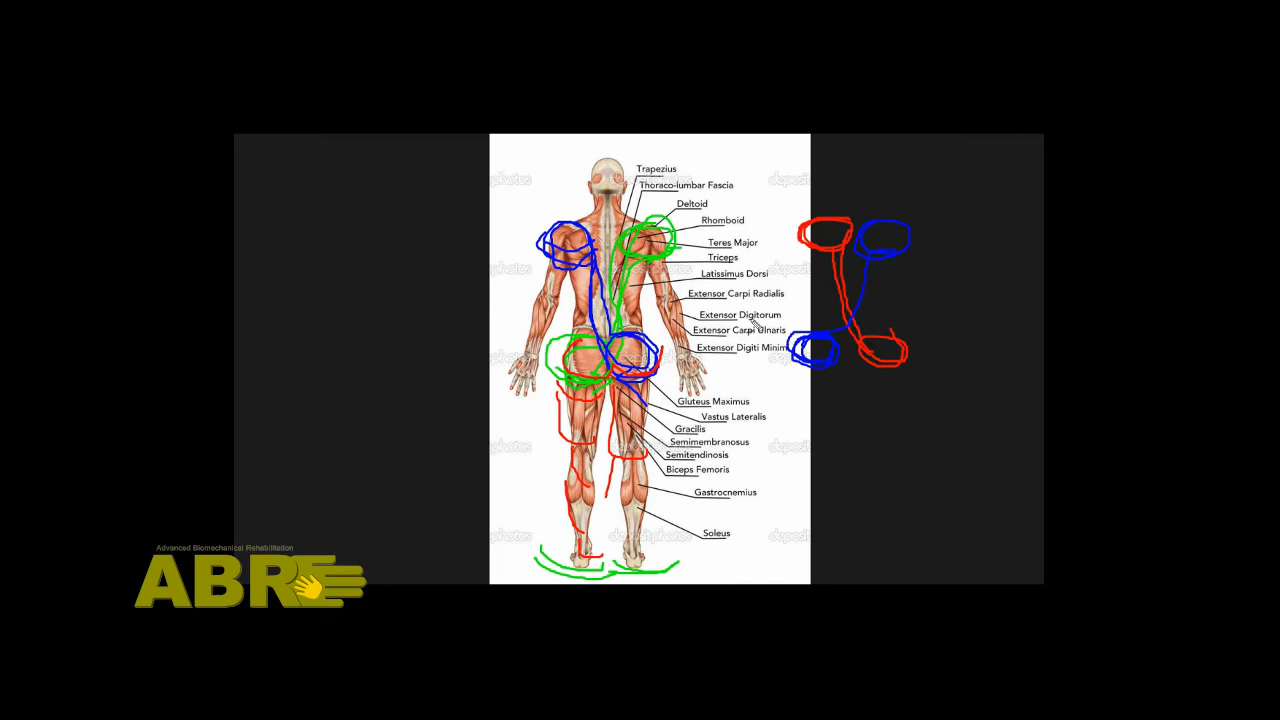 Trapezius
Thoraco-lumbar Fascia
Deltoid
Rhomboid
Teres Major
Triceps
Latissimus Dorsi
Extensor Carpi Radialis
Extensor Digitorum
Extensor Carpi Ulnaris
Extensor Digiti Minim
Gluteus Maximus
Vastus Lateralis
Gracilis
Semimembranosus
Semitendinosis
Biceps Femoris
Gastrocnemius
Soleus
Advanced Biomechanical Rehabilitation
ABR